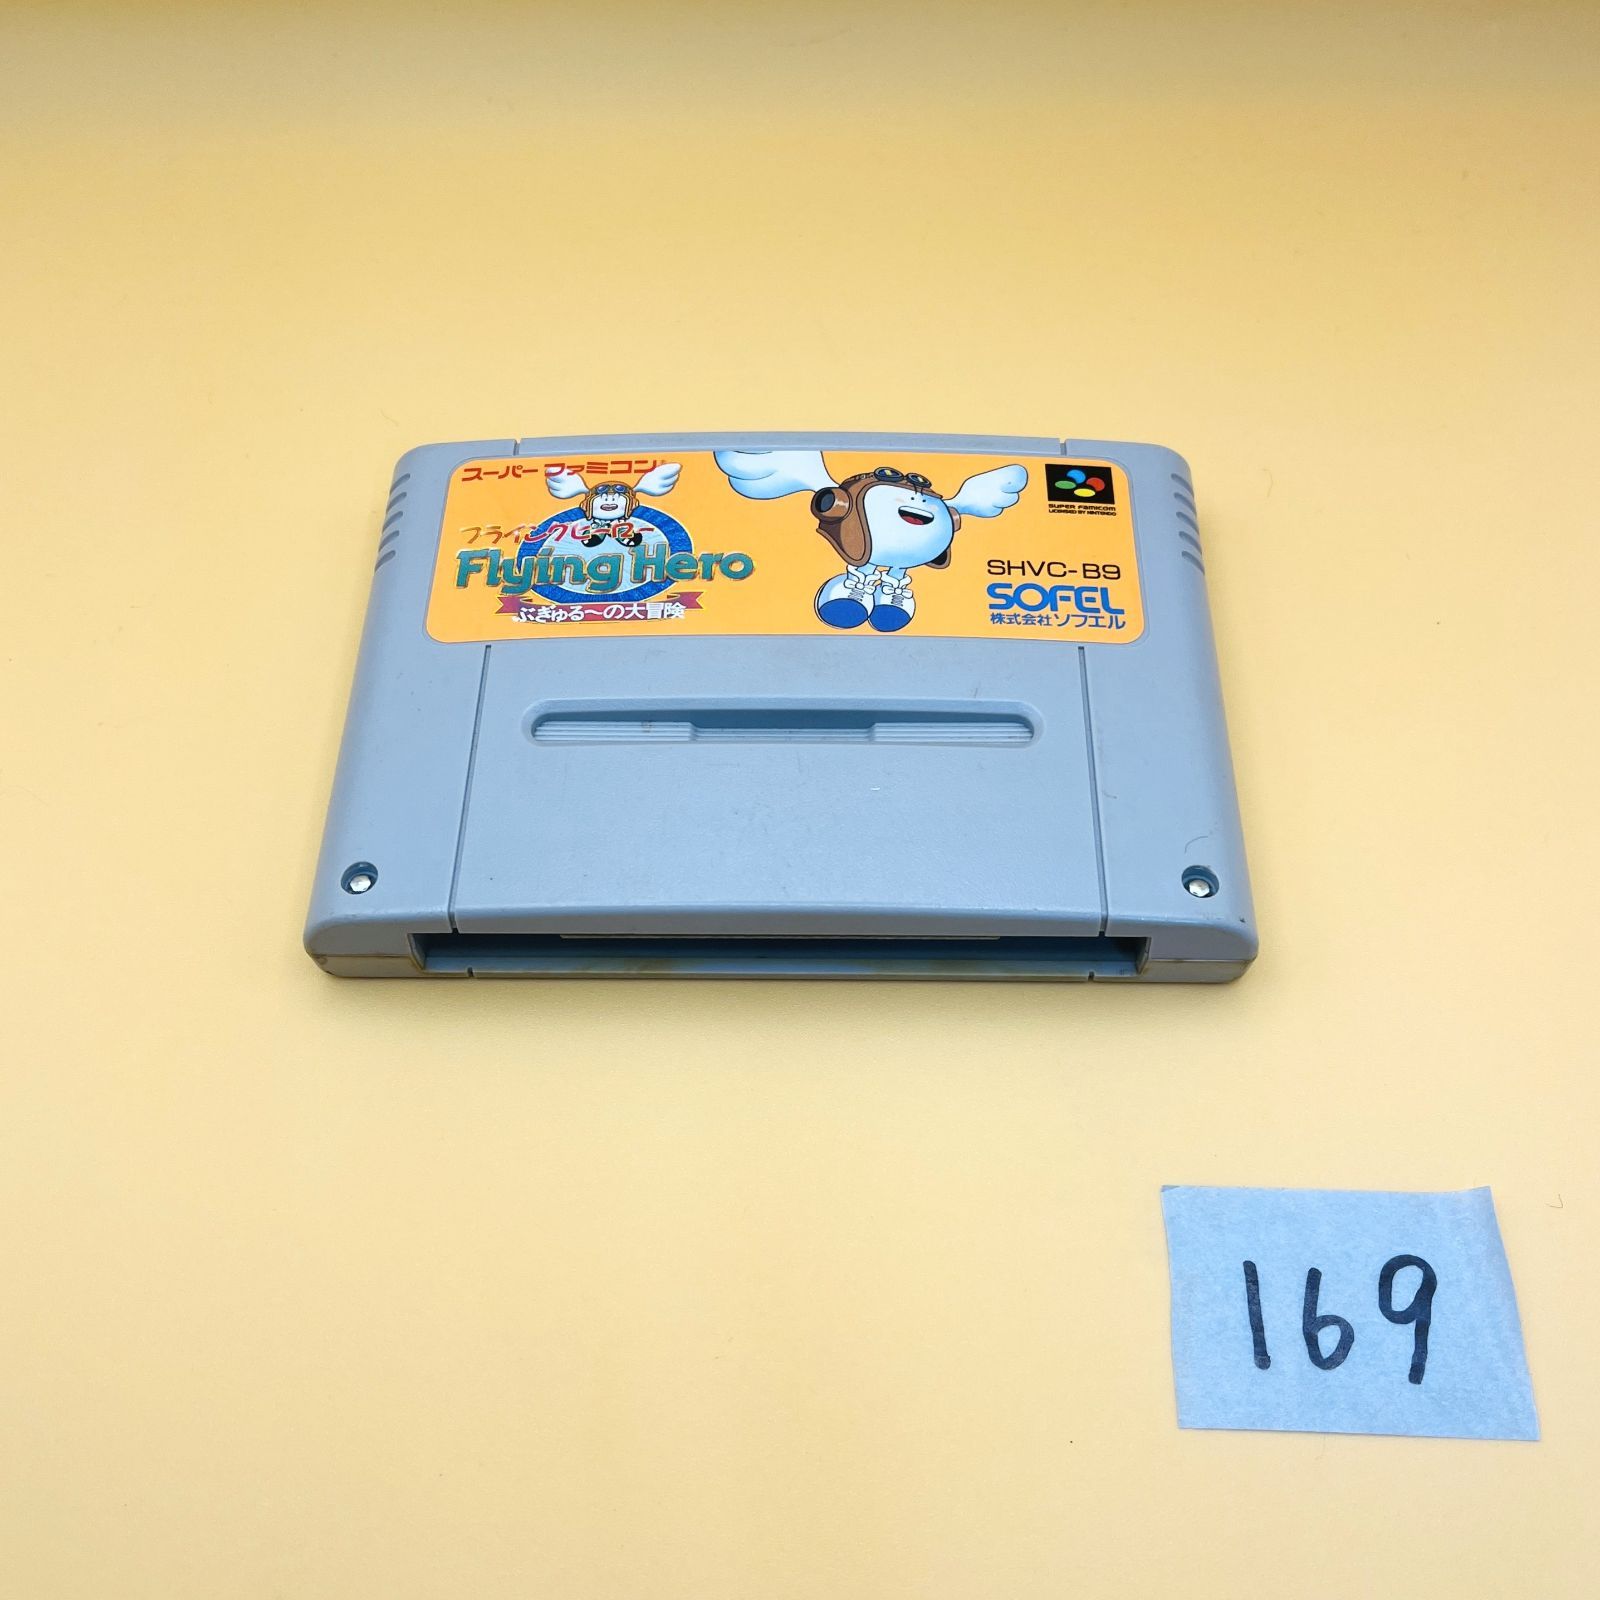 スーパーファミコン
フライングヒーロー
Flying Hero
ぶぎゅる〜の大冒険
SUPER FAMICOM
LICENSED BY NINTENDO
SHVC-B9
SOFEL
株式会社ソフエル
169